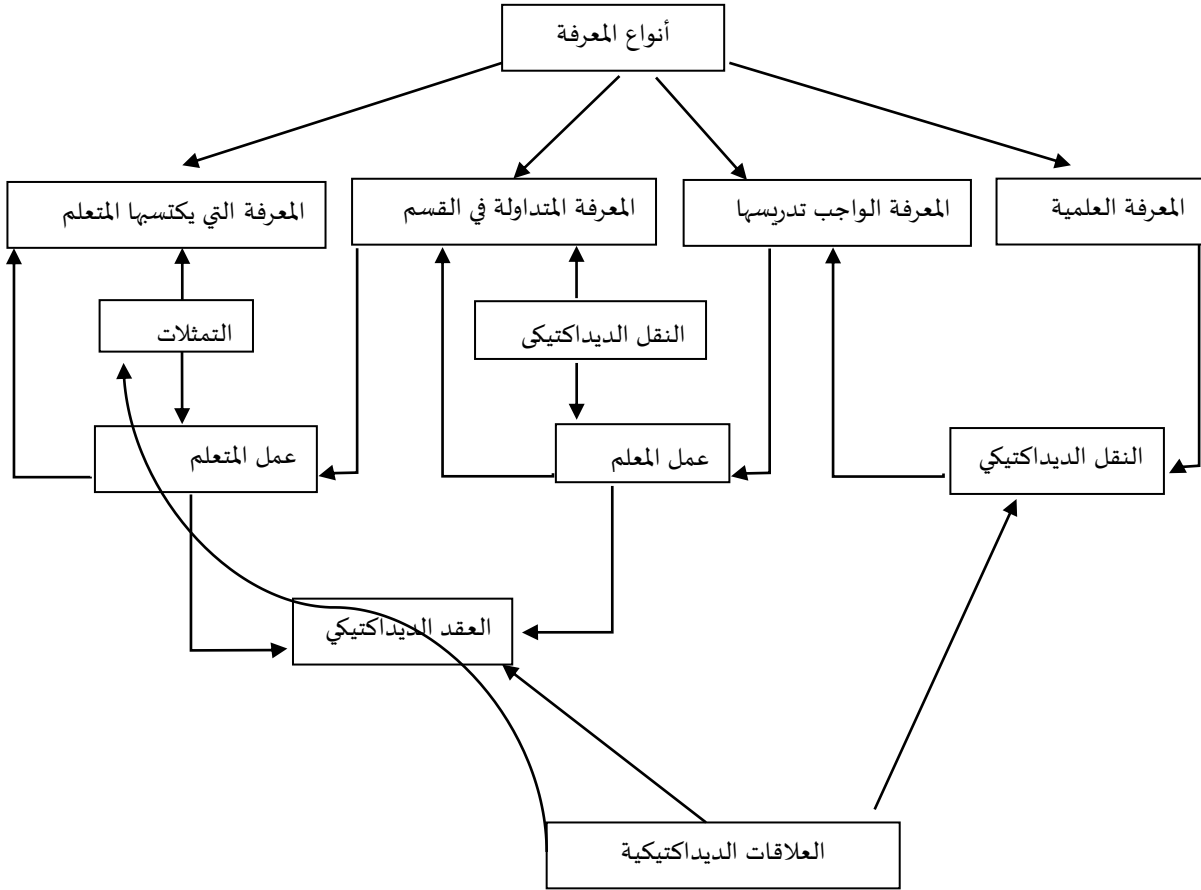 أنواع المعرفة
المعرفة العلمية
المعرفة الواجب تدريسها
المعرفة المتداولة في القسم
المعرفة التي يكتسبها المتعلم
النقل الديداكتيكي
التمثلات
النقل الديداكتيكي
عمل المعلم
عمل المتعلم
العقد الديداكتيكي
العلاقات الديداكتيكية